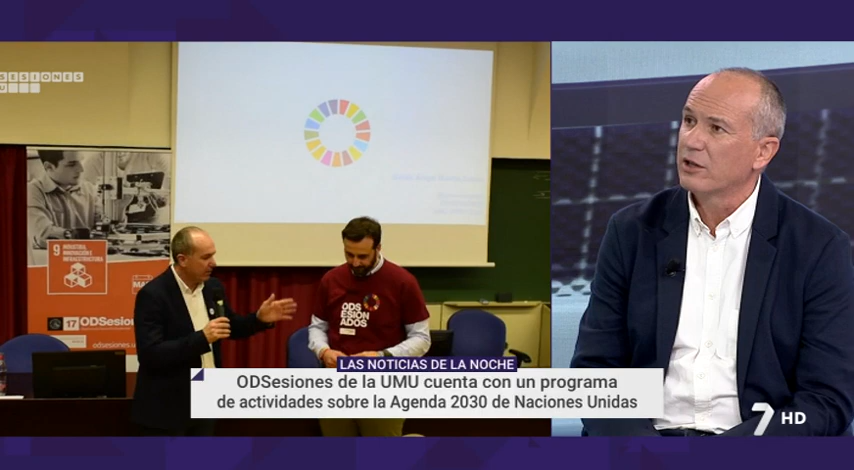 SESIONES
U
9 INDUSTRIA,
INNOVACIÓN E
INFRAESTRUCTURA
17 ODSesion
odsesiones.u
ODS
ESION
ADOS
LAS NOTICIAS DE LA NOCHE
ODSesiones de la UMU cuenta con un programa
de actividades sobre la Agenda 2030 de Naciones Unidas
7 HD